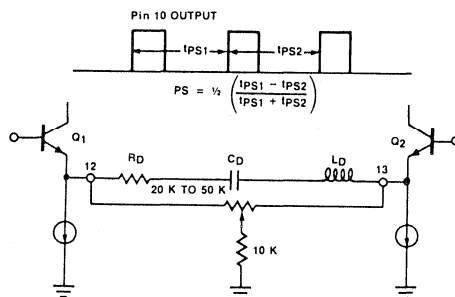 Pin 10 OUTPUT
tPS1 tPS2
PS = ½ ( tPS1 - tPS2 / tPS1 + tPS2 )
Q1 Q2
12 RD CD LD 13
20 K TO 50 K
10 K